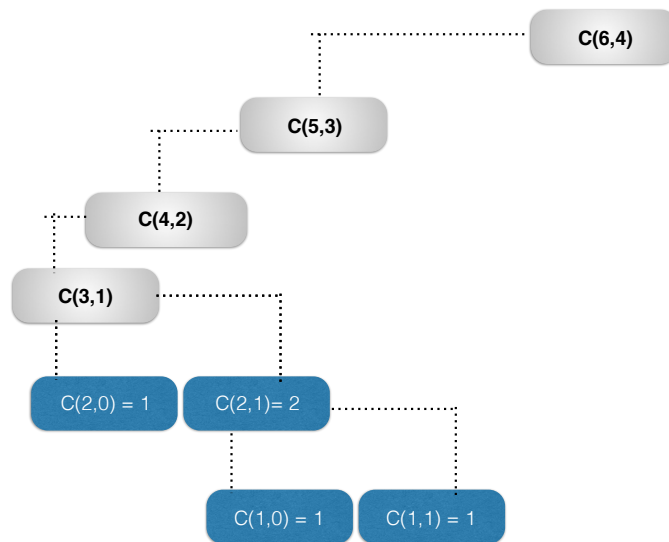 C(6,4)
C(5,3)
C(4,2)
C(3,1)
C(2,0) = 1
C(2,1)= 2
C(1,0) = 1
C(1,1) = 1